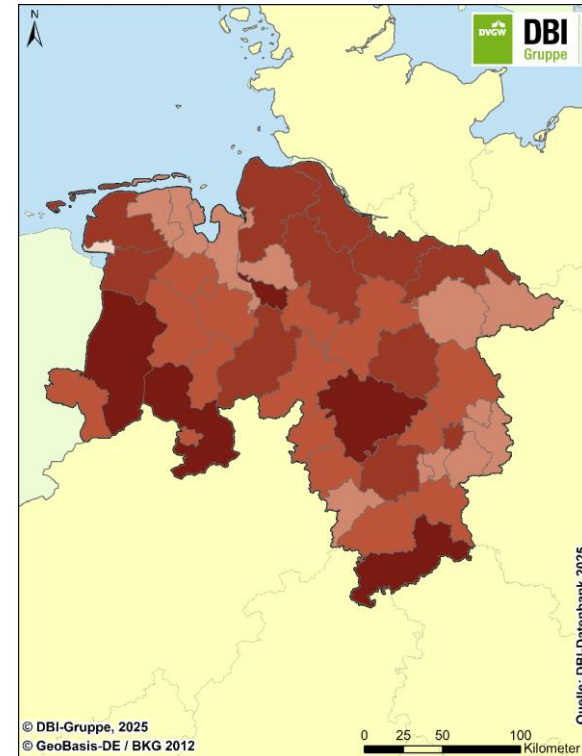 N
DVGW
DBI
Gruppe
Quelle: DBI-Datenbank 2025
© DBI-Gruppe, 2025
© GeoBasis-DE / BKG 2012
0 25 50 100
Kilometer